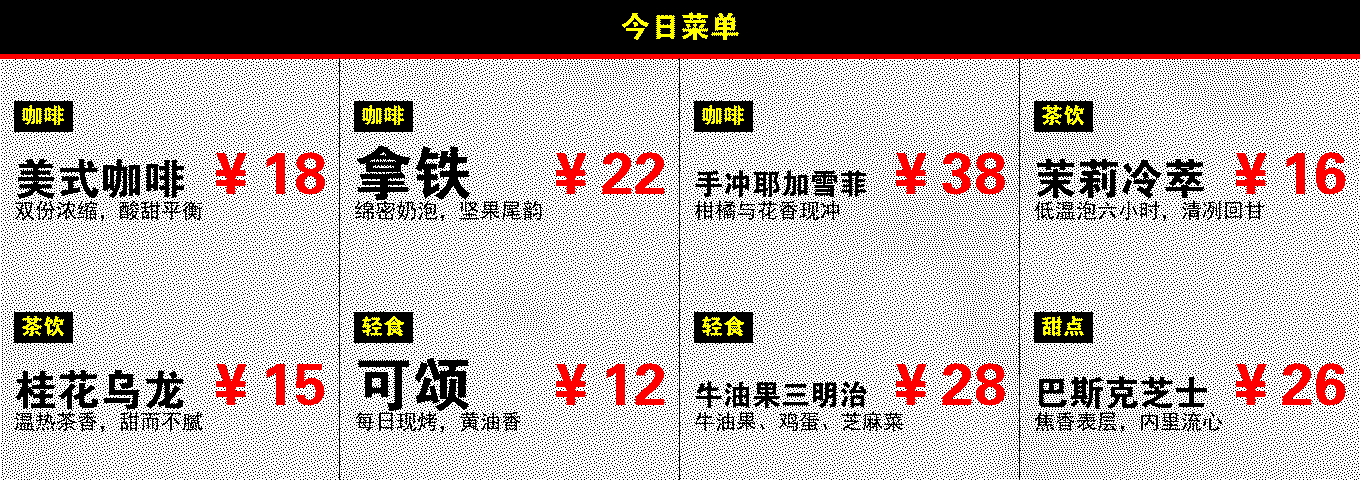 今日菜单
咖啡
美式咖啡 ¥18
双份浓缩，酸甜平衡
咖啡
拿铁 ¥22
绵密奶泡，坚果尾韵
咖啡
手冲耶加雪菲 ¥38
柑橘与花香现冲
茶饮
茉莉冷萃 ¥16
低温泡六小时，清冽回甘
茶饮
桂花乌龙 ¥15
温热茶香，甜而不腻
轻食
可颂 ¥12
每日现烤，黄油香
轻食
牛油果三明治 ¥28
牛油果、鸡蛋、芝麻菜
甜点
巴斯克芝士 ¥26
焦香表层，内里流心